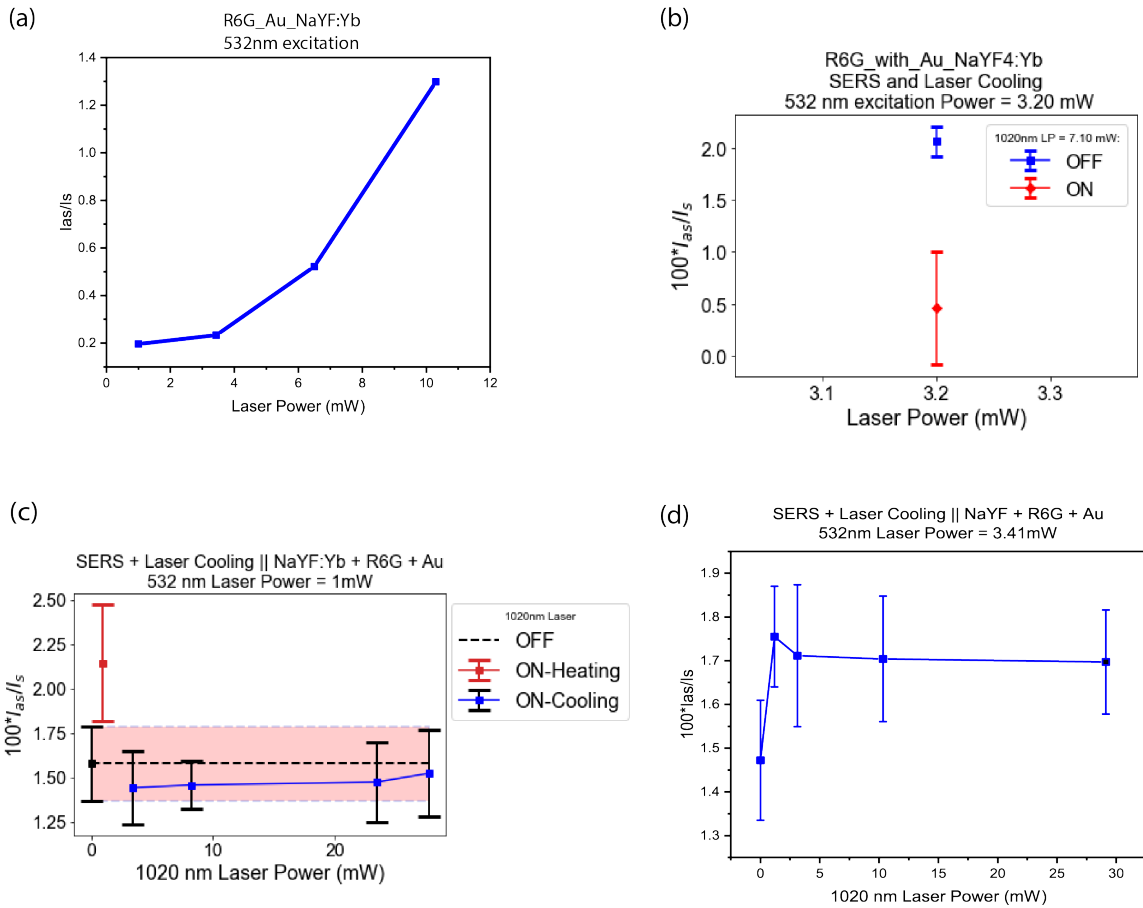 (a)
R6G_Au_NaYF:Yb
532nm excitation
1.4
1.2
1.0
0.8
0.6
0.4
0.2
Ias/Is
0
2
4
6
8
10
12
Laser Power (mW)
(b)
R6G_with_Au_NaYF4:Yb
SERS and Laser Cooling
532 nm excitation Power = 3.20 mW
1020nm LP = 7.10 mW:
OFF
ON
2.0
1.5
1.0
0.5
0.0
100*Ias/Is
3.1
3.2
3.3
Laser Power (mW)
(c)
SERS + Laser Cooling || NaYF:Yb + R6G + Au
532 nm Laser Power = 1mW
1020nm Laser
OFF
ON-Heating
ON-Cooling
2.50
2.25
2.00
1.75
1.50
1.25
100*Ias/Is
0
10
20
1020 nm Laser Power (mW)
(d)
SERS + Laser Cooling || NaYF + R6G + Au
532nm Laser Power = 3.41mW
1.9
1.8
1.7
1.6
1.5
1.4
1.3
100*Ias/Is
0
5
10
15
20
25
30
1020 nm Laser Power (mW)